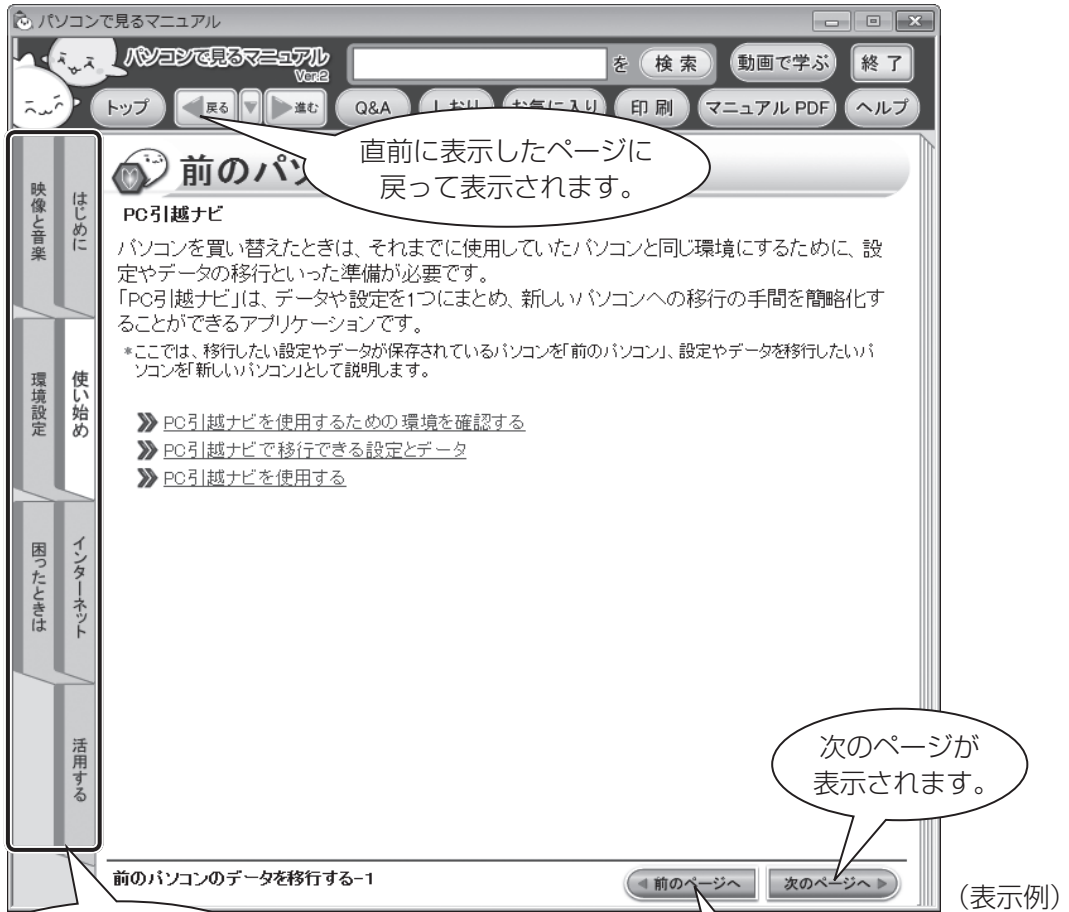 パソコンで見るマニュアル
パソコンで見るマニュアル
Ver.2
を 検索 動画で学ぶ 終了
トップ 戻る 進む Q&A しおり お気に入り 印刷 マニュアルPDF ヘルプ
直前に表示したページに
戻って表示されます。
映像と音楽
はじめに
環境設定
使い始め
困ったときは
インターネット
活用する
前のパソ
PC引越ナビ
パソコンを買い替えたときは、それまでに使用していたパソコンと同じ環境にするために、設
定やデータの移行といった準備が必要です。
「PC引越ナビ」は、データや設定を1つにまとめ、新しいパソコンへの移行の手間を簡略化す
ることができるアプリケーションです。
*ここでは、移行したい設定やデータが保存されているパソコンを「前のパソコン」、設定やデータを移行したいパ
ソコンを「新しいパソコン」として説明します。
PC引越ナビを使用するための環境を確認する
PC引越ナビで移行できる設定とデータ
PC引越ナビを使用する
次のページが
表示されます。
前のパソコンのデータを移行する-1
前のページへ 次のページへ
（表示例）